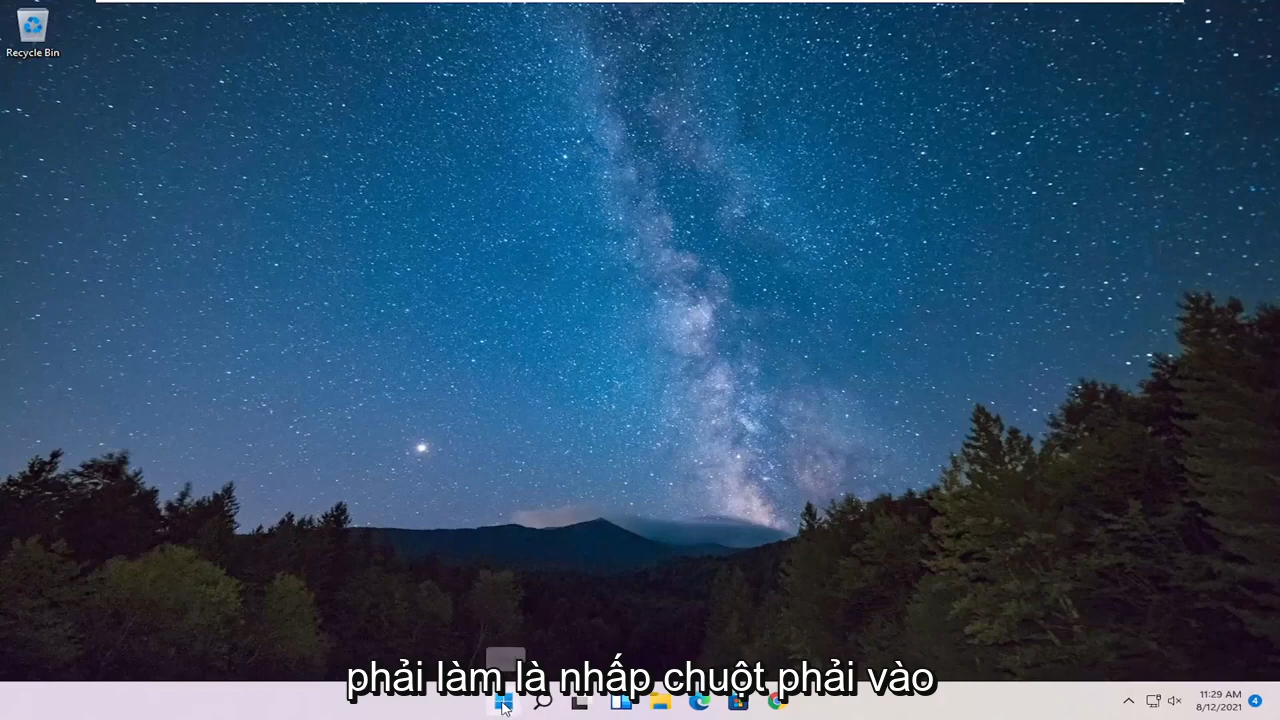 Recycle Bin
phải làm là nhấp chuột phải vào
11:29 AM
8/12/2021
4